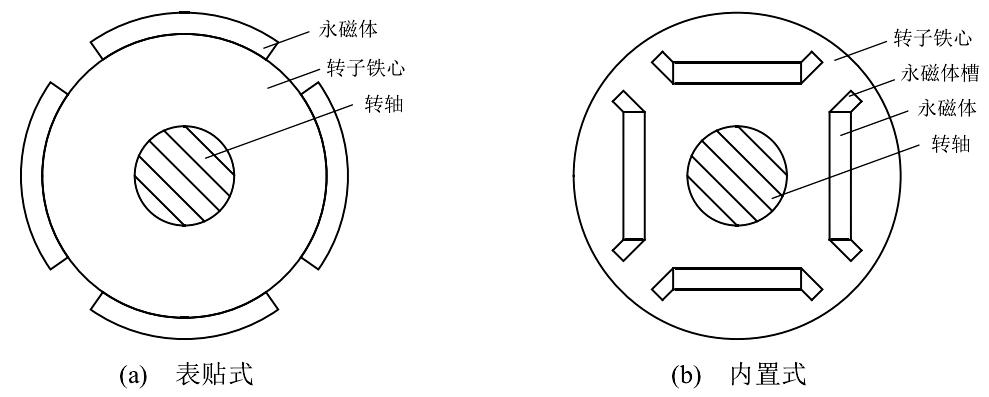 永磁体
转子铁心
转轴
(a) 表贴式
转子铁心
永磁体槽
永磁体
转轴
(b) 内置式